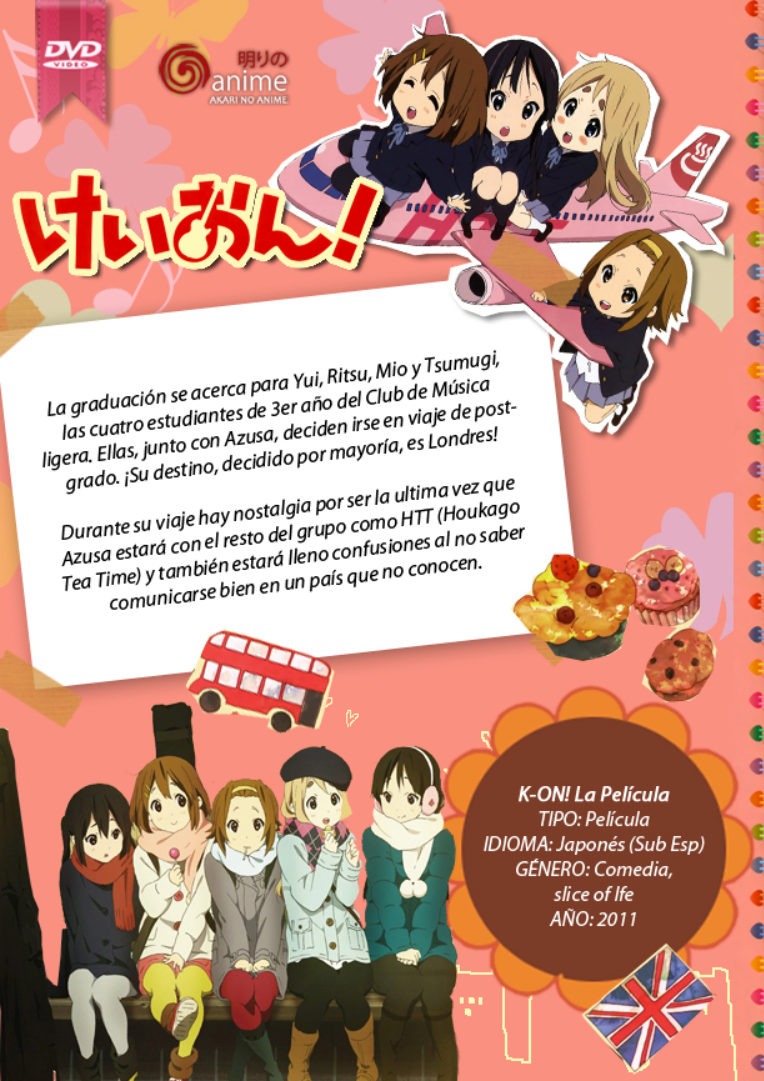 DVD
VIDEO
明りの
anime
AKARI NO ANIME
けいおん!
La graduación se acerca para Yui, Ritsu, Mio y Tsumugi,
las cuatro estudiantes de 3er año del Club de Música
ligera. Ellas, junto con Azusa, deciden irse en viaje de post-
grado. ¡Su destino, decidido por mayoría, es Londres!
Durante su viaje hay nostalgia por ser la ultima vez que
Azusa estará con el resto del grupo como HTT (Houkago
Tea Time) y también estará lleno confusiones al no saber
comunicarse bien en un país que no conocen.
K-ON! La Película
TIPO: Película
IDIOMA: Japonés (Sub Esp)
GÉNERO: Comedia,
slice of lfe
AÑO: 2011